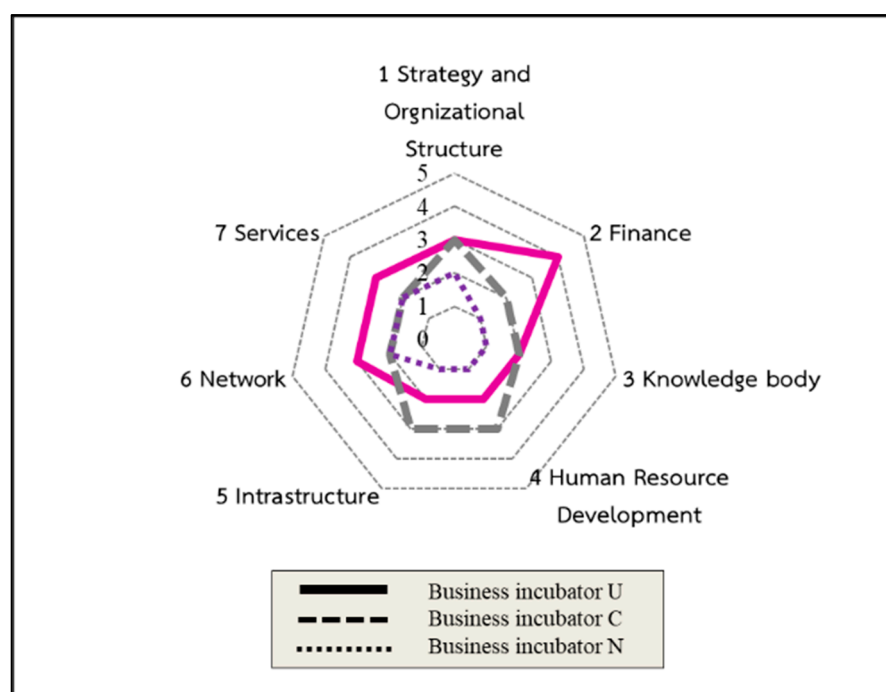 1 Strategy and
Orgnizational
Structure
5
4
3
2
1
0
7 Services
2 Finance
6 Network
3 Knowledge body
5 Intrastructure
4 Human Resource
Development
Business incubator U
Business incubator C
Business incubator N